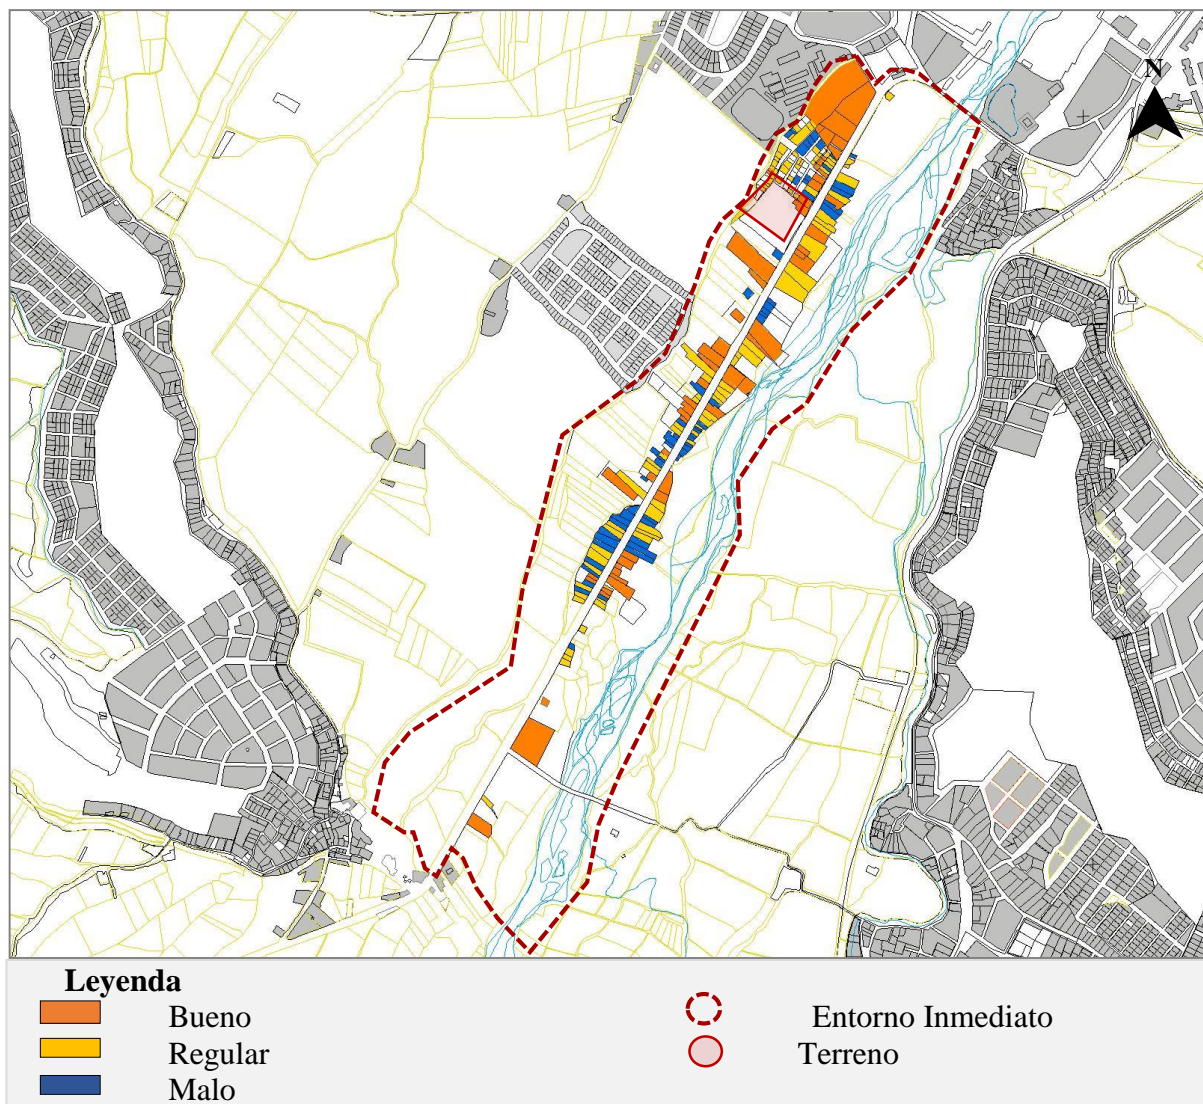 N
Leyenda
Bueno
Regular
Malo
Entorno Inmediato
Terreno